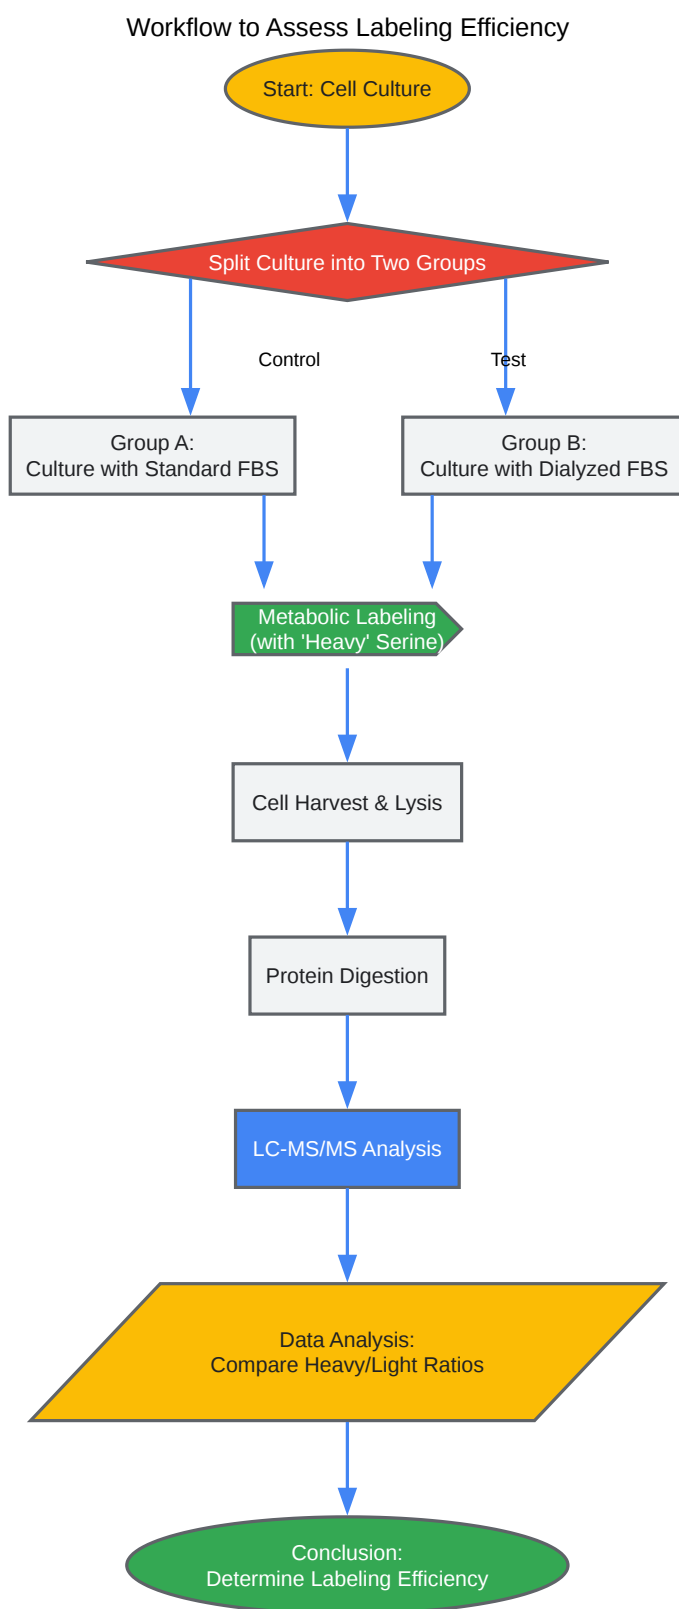 Workflow to Assess Labeling Efficiency
Start: Cell Culture
Split Culture into Two Groups
Control
Test
Group A:
Culture with Standard FBS
Group B:
Culture with Dialyzed FBS
Metabolic Labeling
(with 'Heavy' Serine)
Cell Harvest & Lysis
Protein Digestion
LC-MS/MS Analysis
Data Analysis:
Compare Heavy/Light Ratios
Conclusion:
Determine Labeling Efficiency